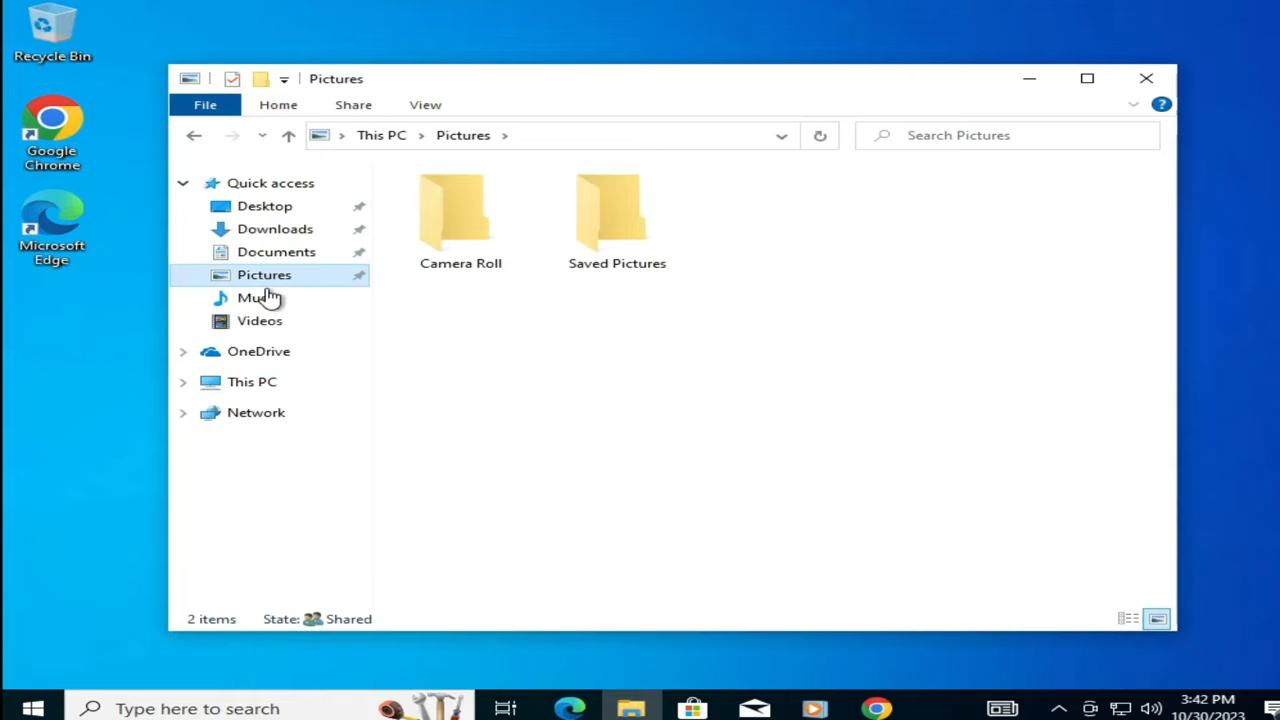 Recycle Bin
Google
Chrome
Microsoft
Edge
Pictures
File Home Share View
This PC Pictures
Search Pictures
Quick access
Desktop
Downloads
Documents
Pictures
Videos
OneDrive
This PC
Network
Camera Roll
Saved Pictures
2 items State: Shared
Type here to search
3:42 PM
10/30/2023